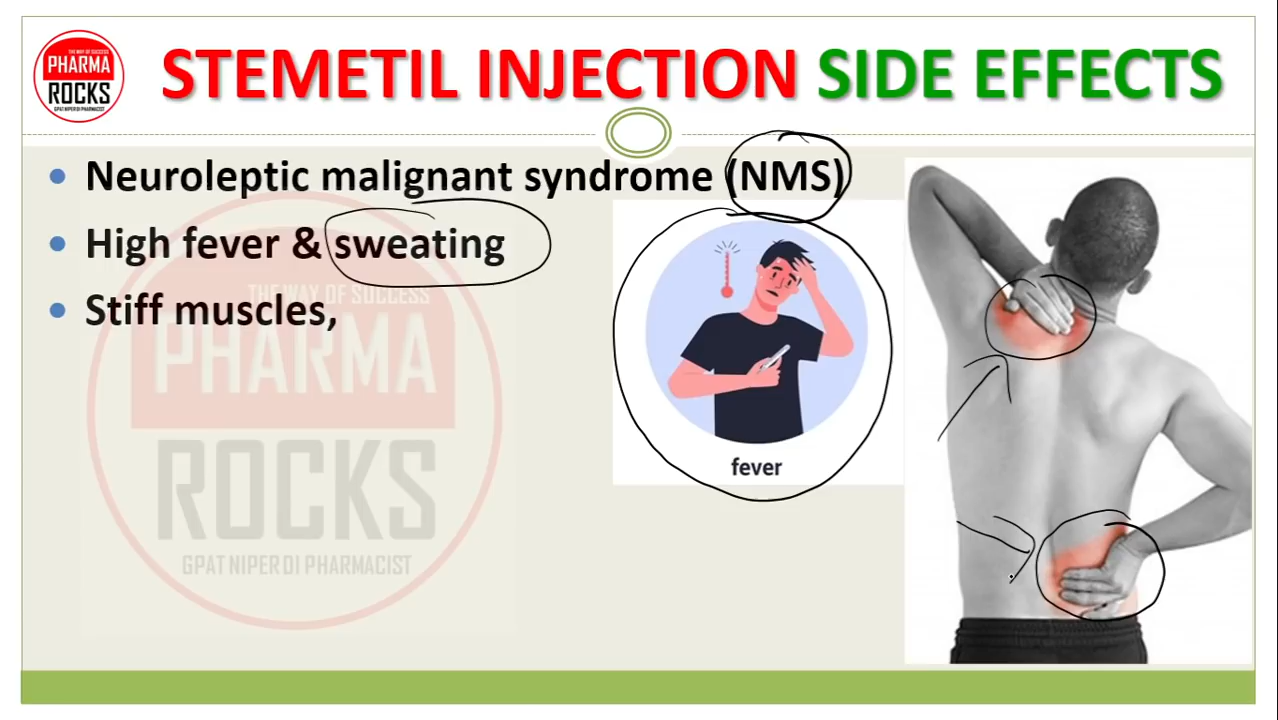 THE WAY OF SUCCESS
PHARMA
ROCKS
GPAT NIPER DI PHARMACIST
STEMETIL INJECTION SIDE EFFECTS
• Neuroleptic malignant syndrome (NMS)
• High fever & sweating
• Stiff muscles,
fever
THE WAY OF SUCCESS
PHARMA
ROCKS
GPAT NIPER DI PHARMACIST